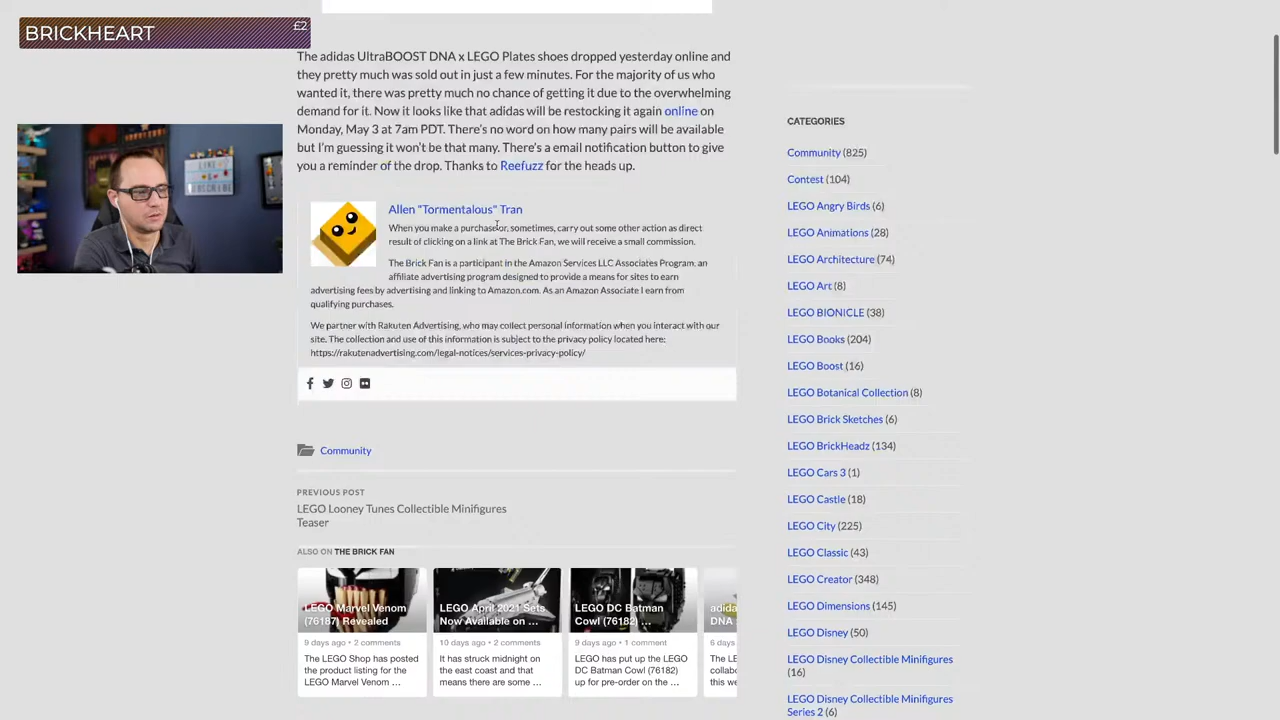 BRICKHEART
£2
The adidas UltraBOOST DNA x LEGO Plates shoes dropped yesterday online and
they pretty much was sold out in just a few minutes. For the majority of us who
wanted it, there was pretty much no chance of getting it due to the overwhelming
demand for it. Now it looks like that adidas will be restocking it again online on
Monday, May 3 at 7am PDT. There's no word on how many pairs will be available
but I'm guessing it won't be that many. There's a email notification button to give
you a reminder of the drop. Thanks to Reefuzz for the heads up.
Allen "Tormentalous" Tran
When you make a purchase or, sometimes, carry out some other action as direct
result of clicking on a link at The Brick Fan, we will receive a small commission.
The Brick Fan is a participant in the Amazon Services LLC Associates Program, an
affiliate advertising program designed to provide a means for sites to earn
advertising fees by advertising and linking to Amazon.com. As an Amazon Associate I earn from
qualifying purchases.
We partner with Rakuten Advertising, who may collect personal information when you interact with our
site. The collection and use of this information is subject to the privacy policy located here:
https://rakutenadvertising.com/legal-notices/services-privacy-policy/
Community
PREVIOUS POST
LEGO Looney Tunes Collectible Minifigures
Teaser
ALSO ON THE BRICK FAN
LEGO Marvel Venom
(76187) Revealed
9 days ago • 2 comments
The LEGO Shop has posted
the product listing for the
LEGO Marvel Venom ...
LEGO April 2021 Sets
Now Available on ...
10 days ago • 2 comments
It has struck midnight on
the east coast and that
means there are some ...
LEGO DC Batman
Cowl (76182) ...
9 days ago • 1 comment
LEGO has put up the LEGO
DC Batman Cowl (76182)
up for pre-order on the ...
adida
DNA
6 days
The LE
collab
this we
CATEGORIES
Community (825)
Contest (104)
LEGO Angry Birds (6)
LEGO Animations (28)
LEGO Architecture (74)
LEGO Art (8)
LEGO BIONICLE (38)
LEGO Books (204)
LEGO Boost (16)
LEGO Botanical Collection (8)
LEGO Brick Sketches (6)
LEGO BrickHeadz (134)
LEGO Cars 3 (1)
LEGO Castle (18)
LEGO City (225)
LEGO Classic (43)
LEGO Creator (348)
LEGO Dimensions (145)
LEGO Disney (50)
LEGO Disney Collectible Minifigures
(16)
LEGO Disney Collectible Minifigures
Series 2 (6)